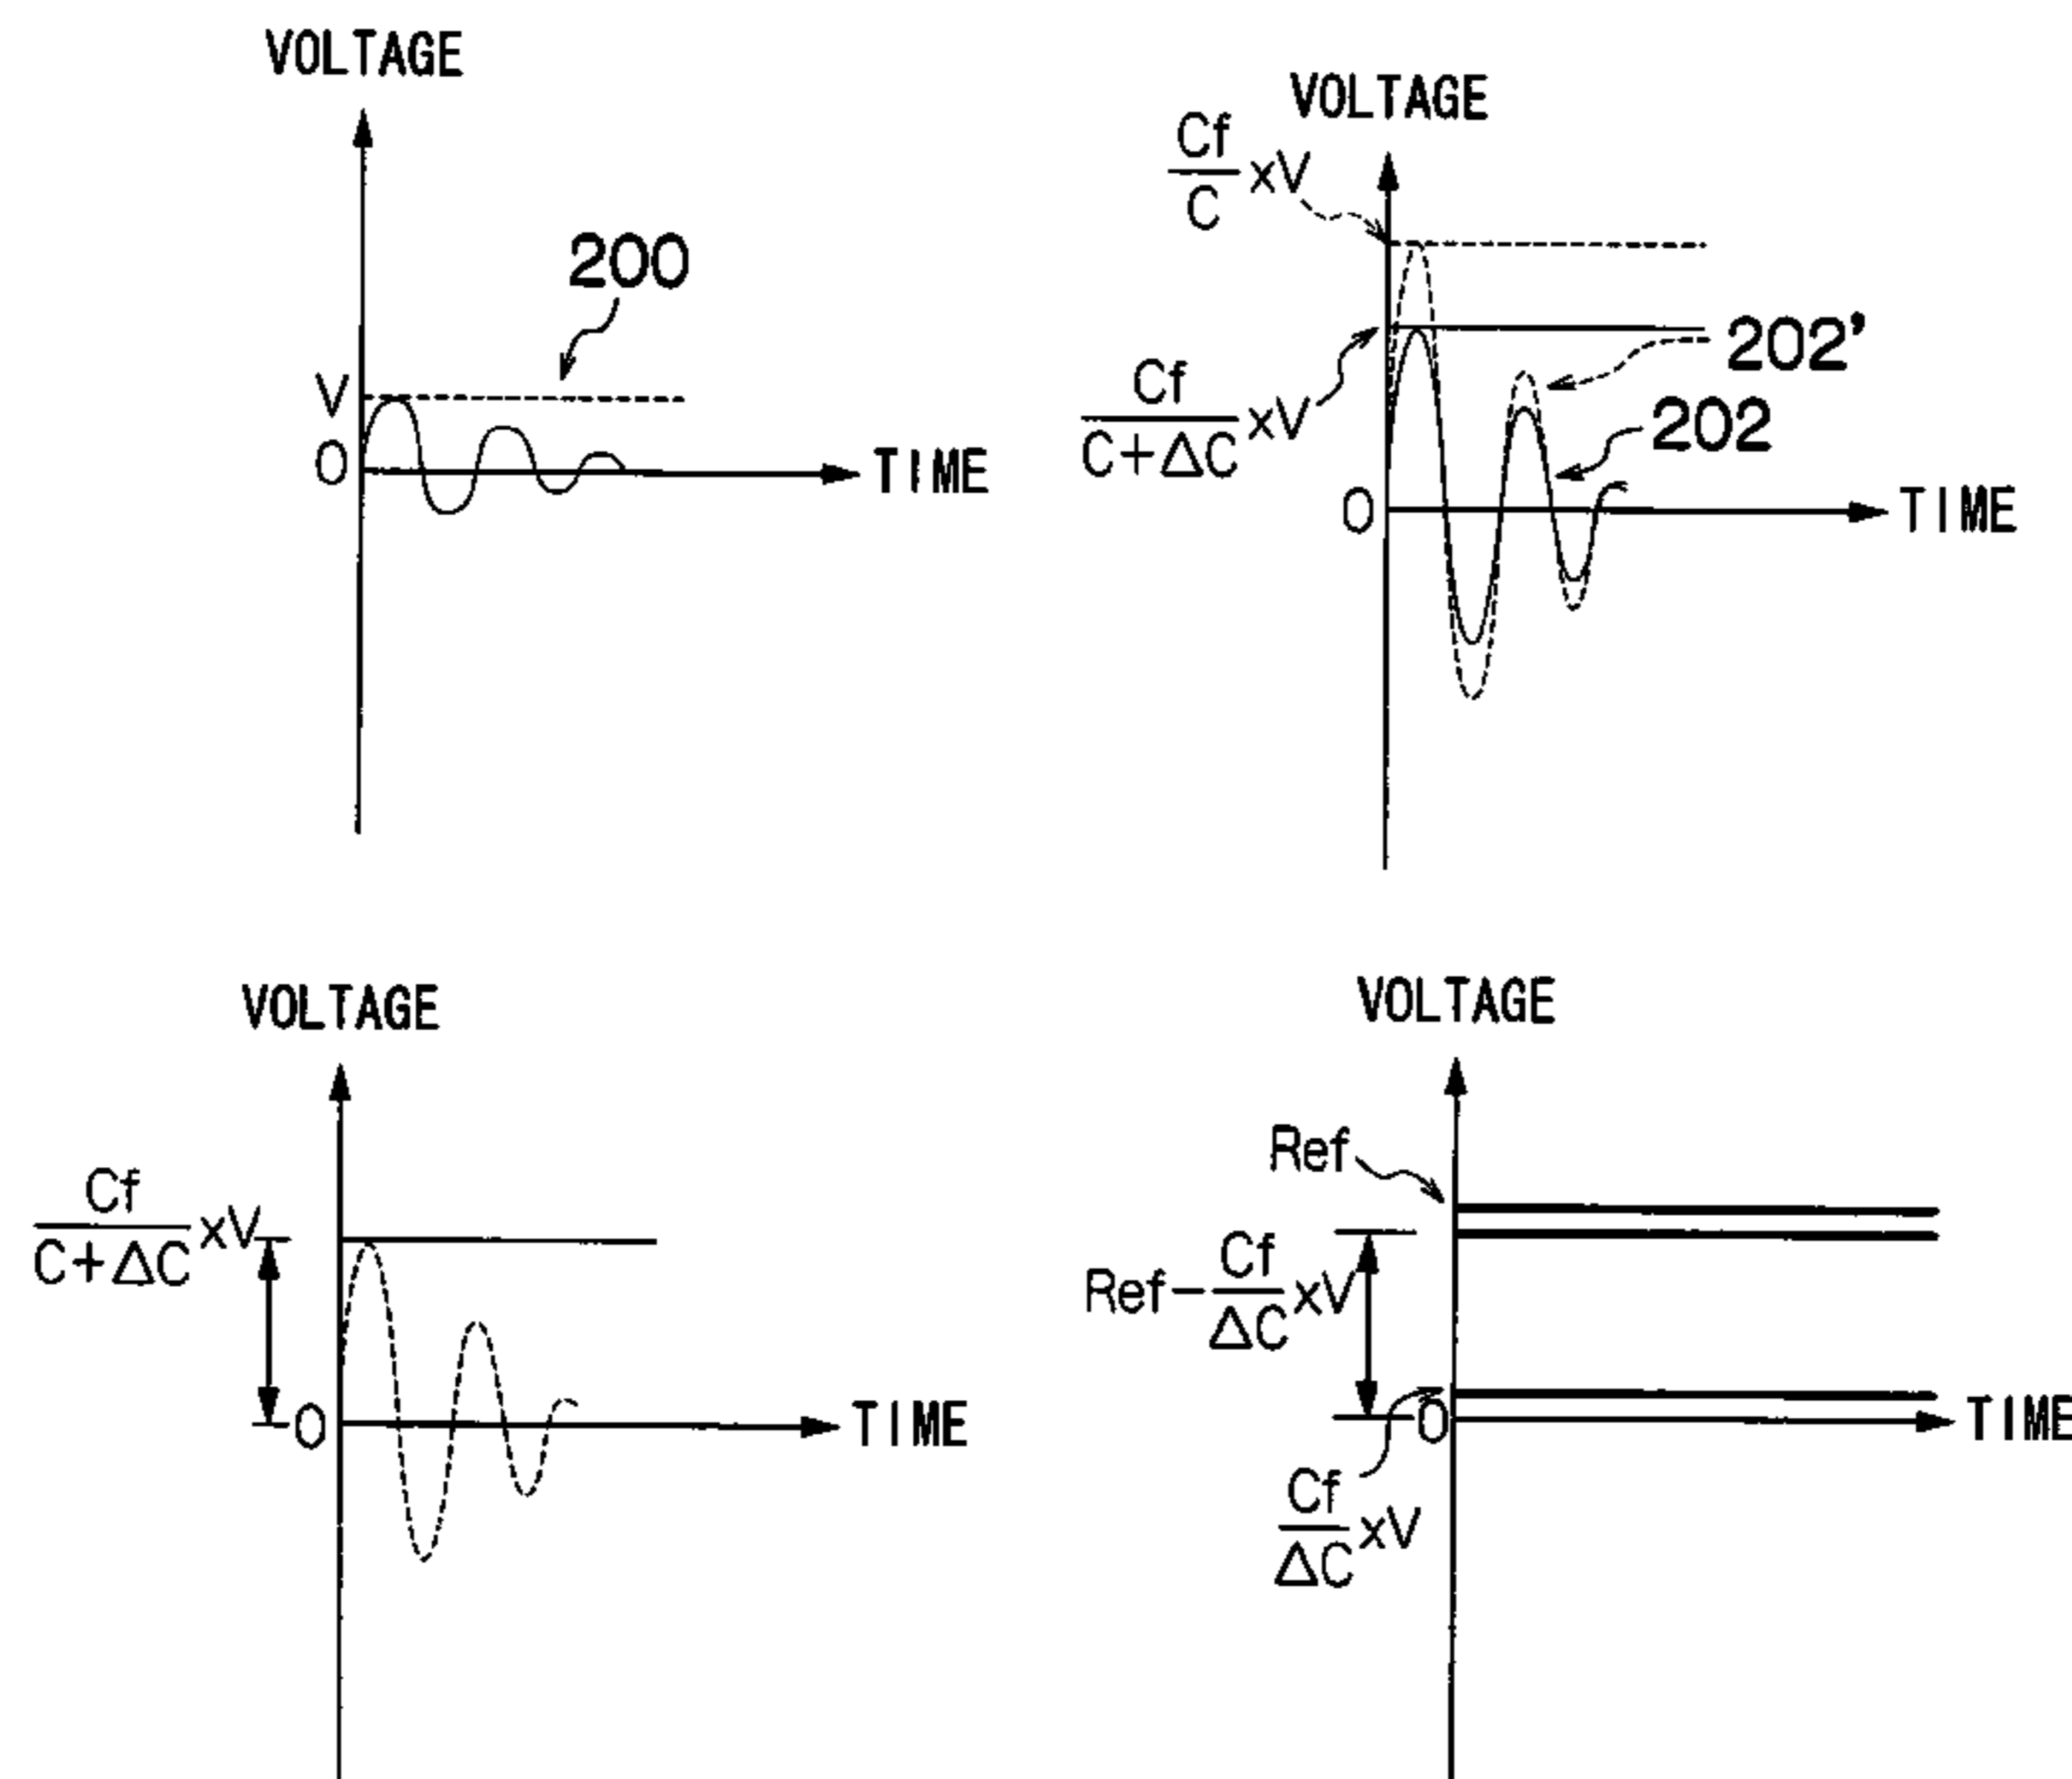 VOLTAGE
200
V
0
TIME
VOLTAGE
Cf/C xV
Cf/C+ΔC xV
202'
202
0
TIME
VOLTAGE
Cf/C+ΔC xV
0
TIME
VOLTAGE
Ref
Ref-Cf/ΔC xV
0
TIME
Cf/ΔC xV